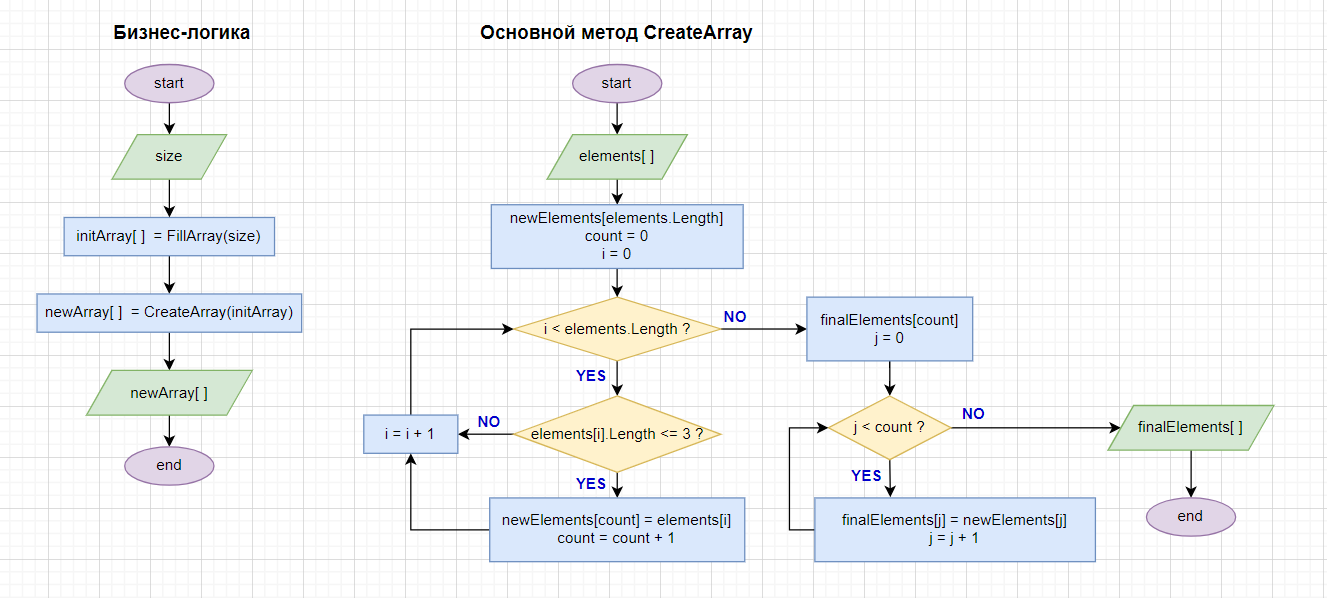 Бизнес-логика
start
size
initArray[ ]  = FillArray(size)
newArray[ ]  = CreateArray(initArray)
newArray[ ]
end
Основной метод CreateArray
start
elements[ ]
newElements[elements.Length]
count = 0
i = 0
i < elements.Length ?
NO
YES
elements[i].Length <= 3 ?
NO
i = i + 1
YES
newElements[count] = elements[i]
count = count + 1
finalElements[count]
j = 0
j < count ?
NO
YES
finalElements[j] = newElements[j]
j = j + 1
finalElements[ ]
end